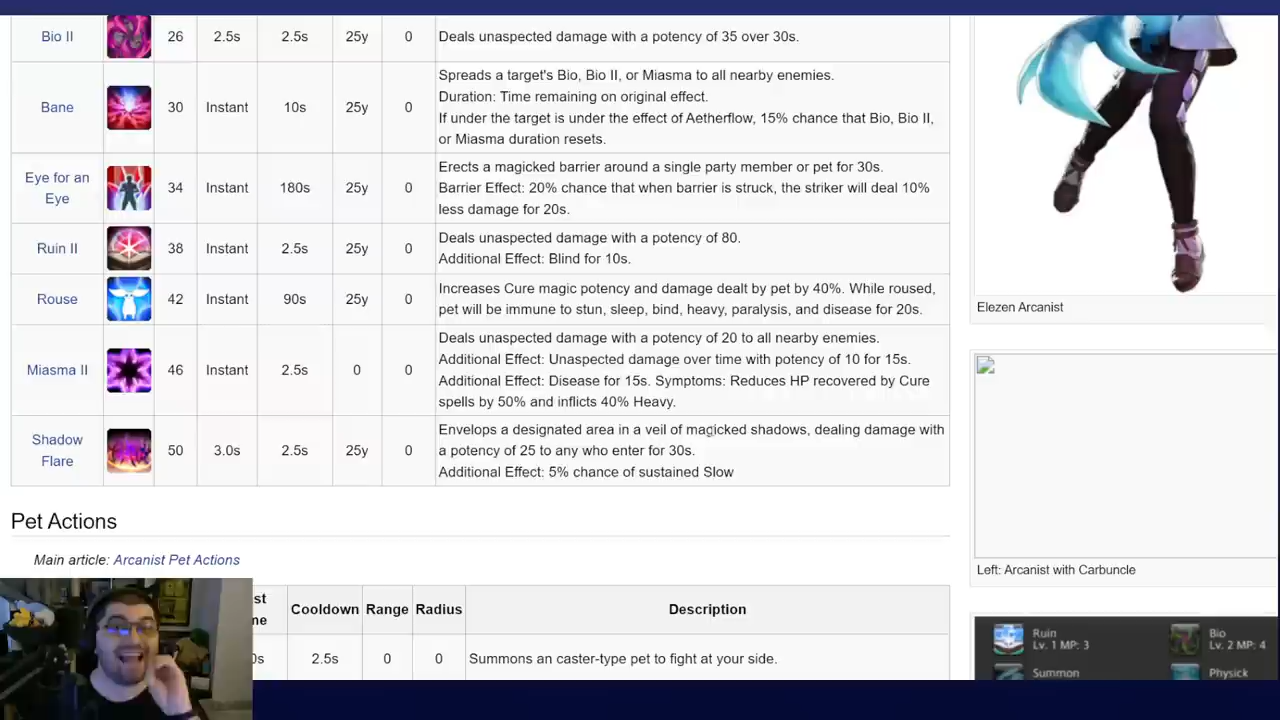 Bio II 26 2.5s 2.5s 25y 0 Deals unaspected damage with a potency of 35 over 30s.
Spreads a target's Bio, Bio II, or Miasma to all nearby enemies.
Bane 30 Instant 10s 25y 0 Duration: Time remaining on original effect.
If under the target is under the effect of Aetherflow, 15% chance that Bio, Bio II,
or Miasma duration resets.
Eye for an
Eye
34 Instant 180s 25y 0
Erects a magicked barrier around a single party member or pet for 30s.
Barrier Effect: 20% chance that when barrier is struck, the striker will deal 10%
less damage for 20s.
Ruin II 38 Instant 2.5s 25y 0
Deals unaspected damage with a potency of 80.
Additional Effect: Blind for 10s.
Rouse 42 Instant 90s 25y 0
Increases Cure magic potency and damage dealt by pet by 40%. While roused,
pet will be immune to stun, sleep, bind, heavy, paralysis, and disease for 20s.
Miasma II 46 Instant 2.5s 0 0
Deals unaspected damage with a potency of 20 to all nearby enemies.
Additional Effect: Unaspected damage over time with potency of 10 for 15s.
Additional Effect: Disease for 15s. Symptoms: Reduces HP recovered by Cure
spells by 50% and inflicts 40% Heavy.
Shadow
Flare
50 3.0s 2.5s 25y 0
Envelops a designated area in a veil of magicked shadows, dealing damage with
a potency of 25 to any who enter for 30s.
Additional Effect: 5% chance of sustained Slow
Pet Actions
Main article: Arcanist Pet Actions
Cooldown Range Radius Description
2.5s 0 0 Summons an caster-type pet to fight at your side.
Elezen Arcanist
Left: Arcanist with Carbuncle
Ruin
Lv. 1 MP: 3
Bio
Lv. 2 MP: 4
Summon
Physick